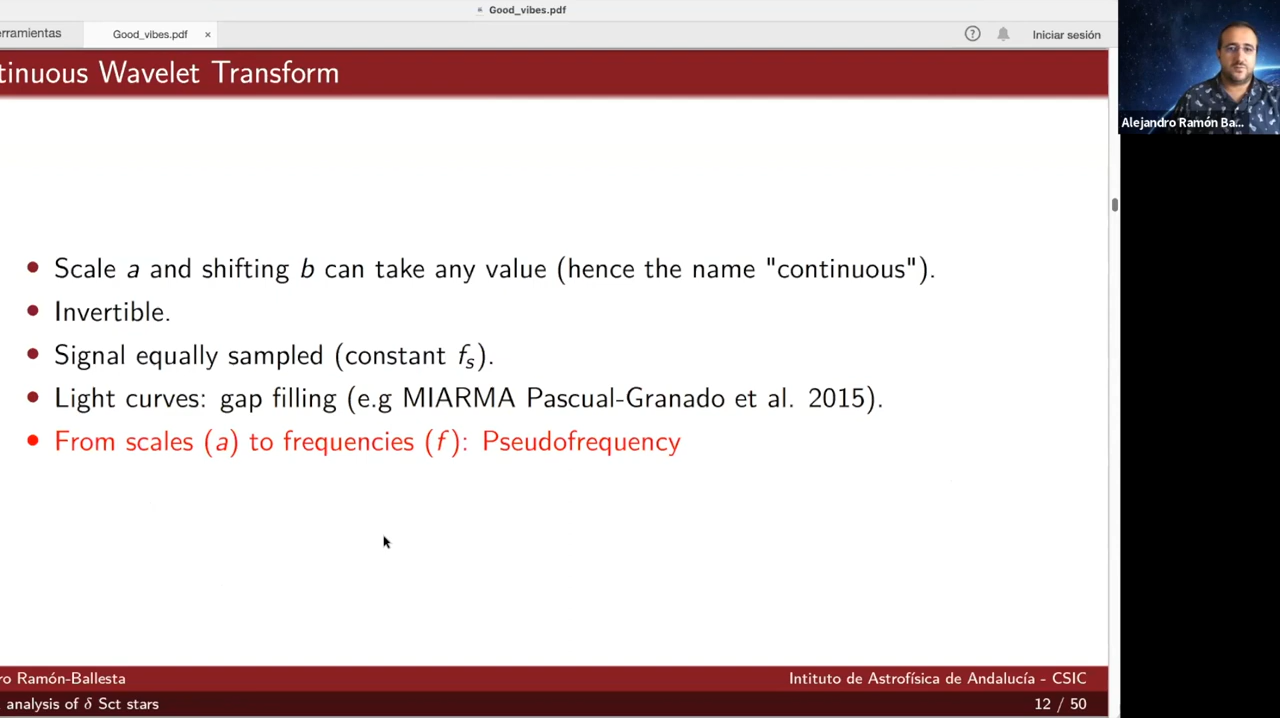 Good_vibes.pdf
erramientas
Good_vibes.pdf ×
? Iniciar sesión
tinuous Wavelet Transform
Alejandro Ramón Ba...
• Scale a and shifting b can take any value (hence the name "continuous").
• Invertible.
• Signal equally sampled (constant fₛ).
• Light curves: gap filling (e.g MIARMA Pascual-Granado et al. 2015).
• From scales (a) to frequencies (f): Pseudofrequency
ro Ramón-Ballesta
Intituto de Astrofísica de Andalucía - CSIC
analysis of δ Sct stars
12 / 50